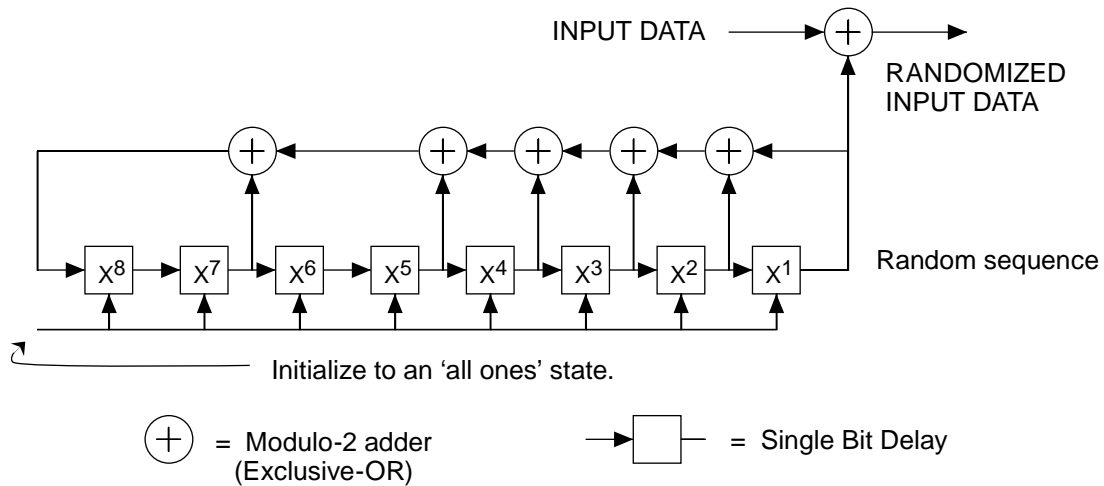 INPUT DATA
RANDOMIZED
INPUT DATA
X8 X7 X6 X5 X4 X3 X2 X1
Random sequence
Initialize to an ‘all ones’ state.
= Modulo-2 adder
(Exclusive-OR)
= Single Bit Delay